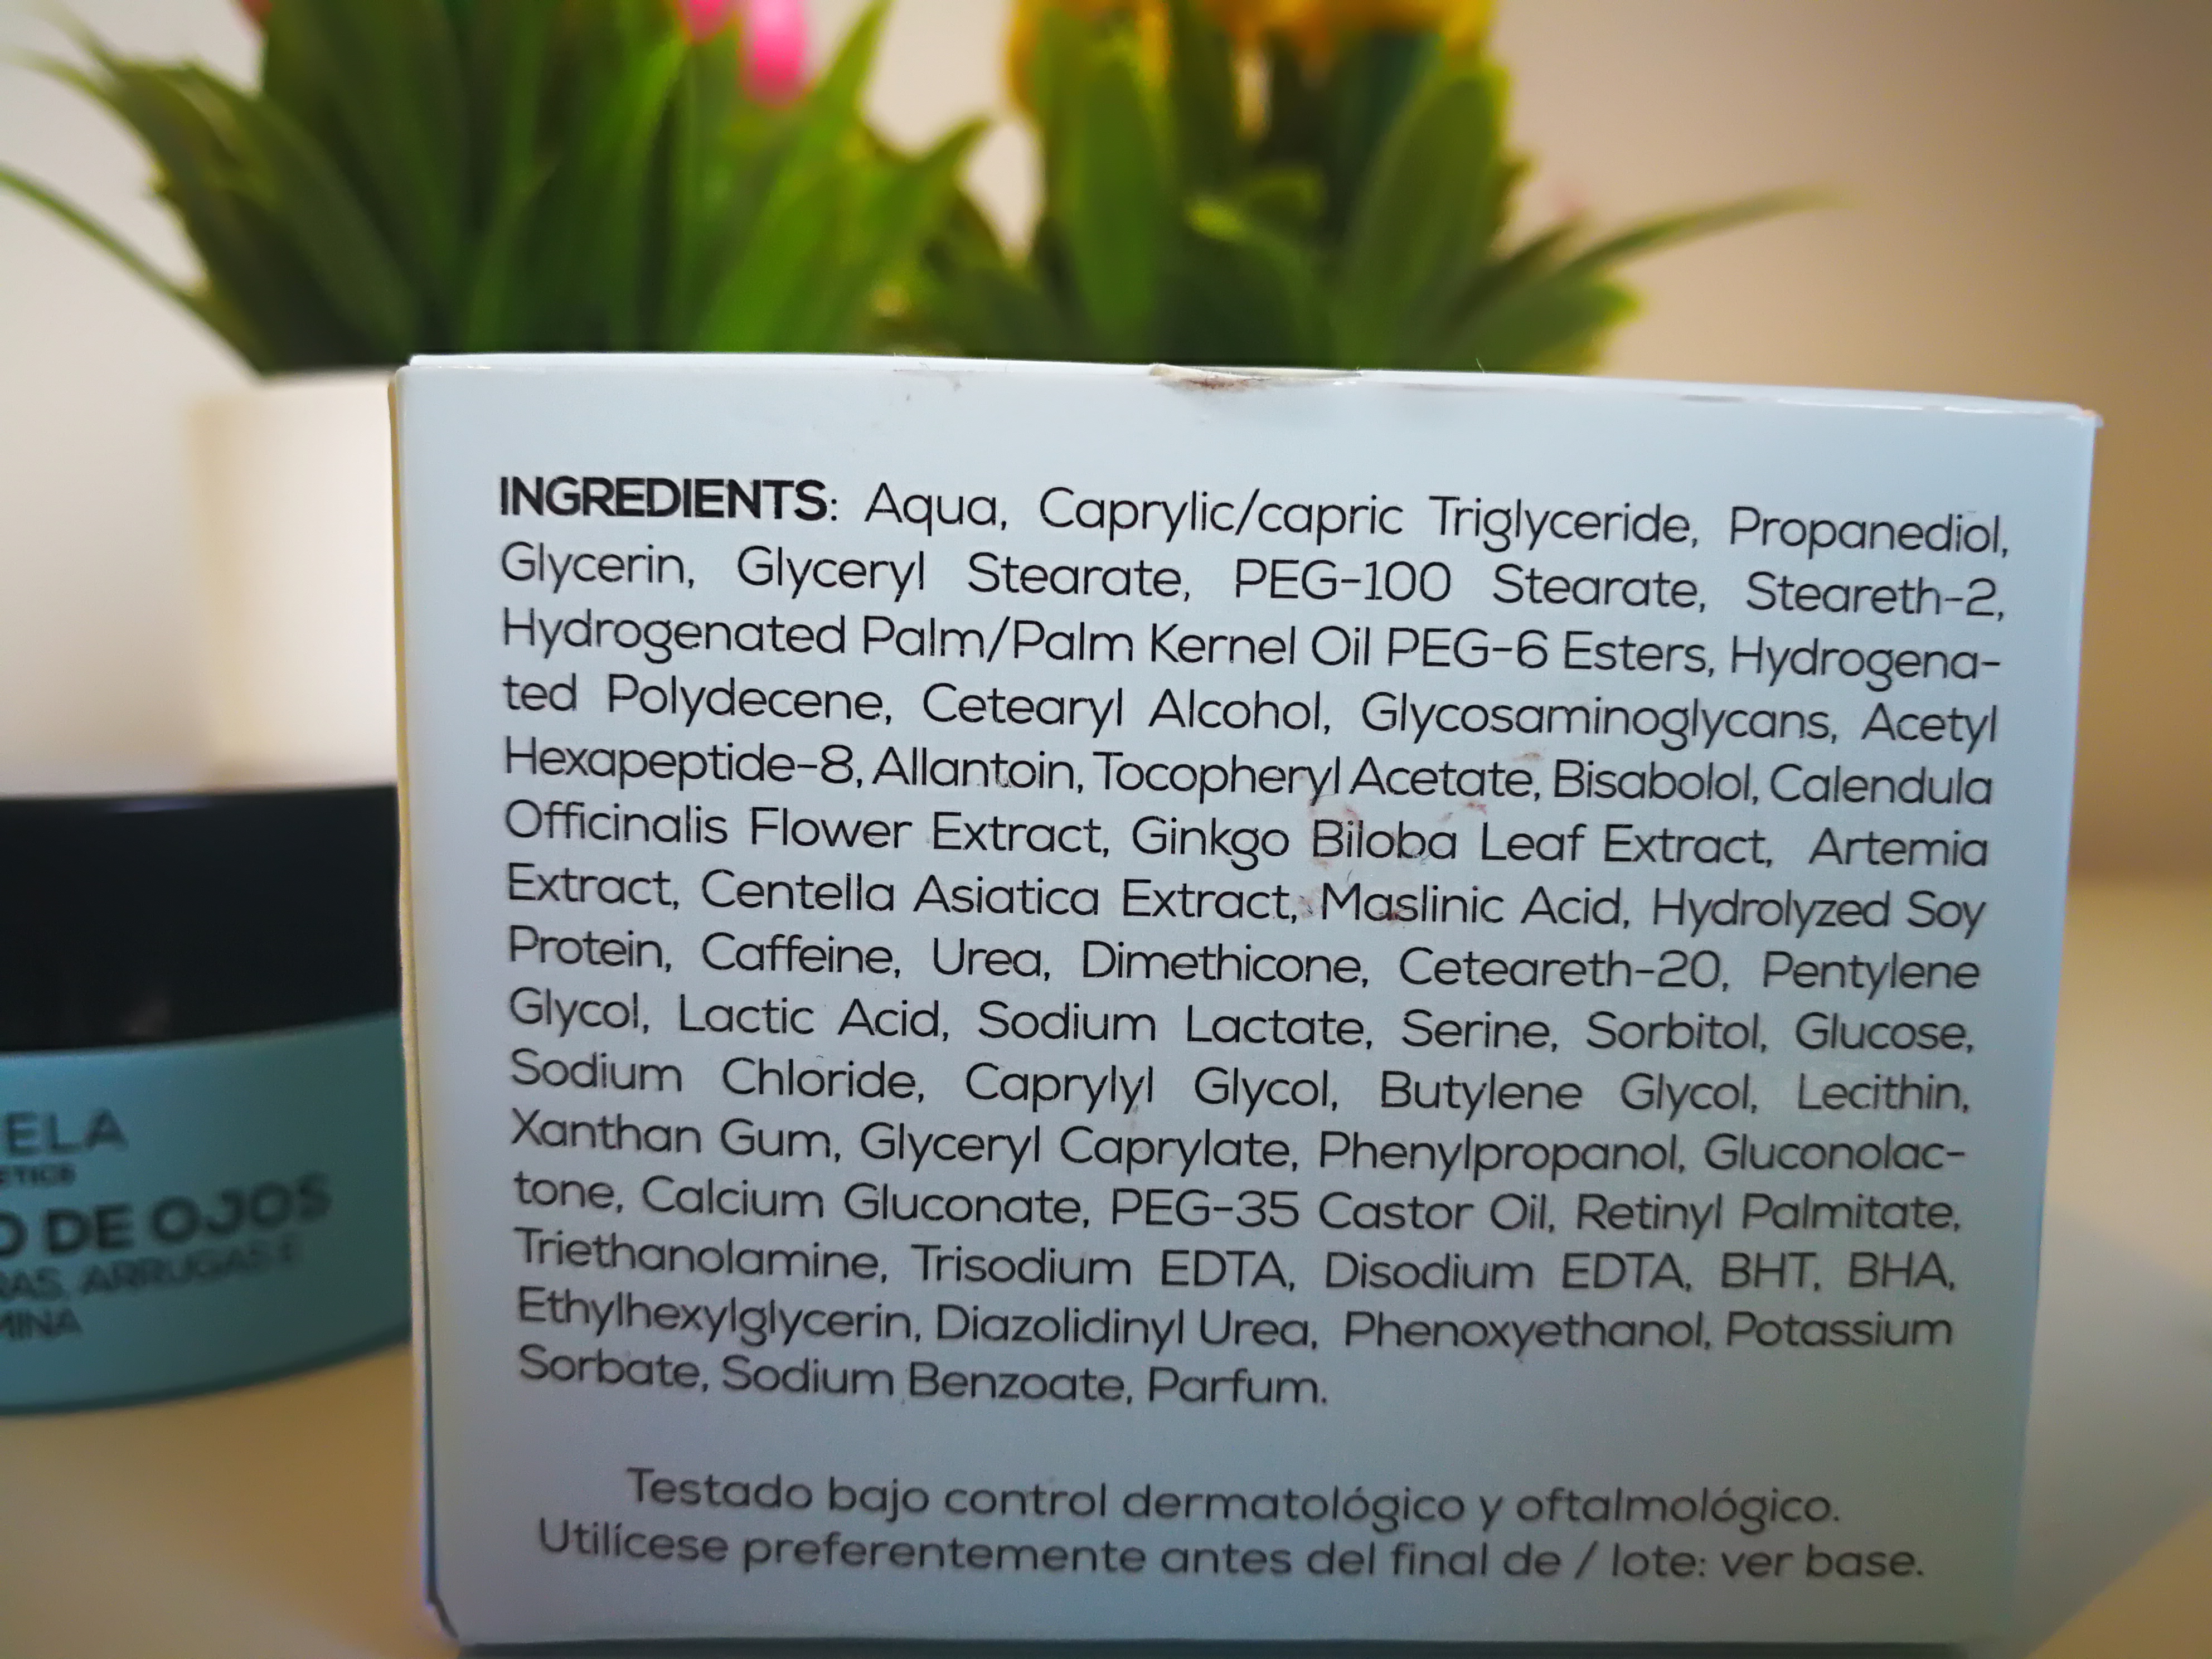 INGREDIENTS: Aqua, Caprylic/capric Triglyceride, Propanediol,
Glycerin, Glyceryl Stearate, PEG-100 Stearate, Steareth-2,
Hydrogenated Palm/Palm Kernel Oil PEG-6 Esters, Hydrogena-
ted Polydecene, Cetearyl Alcohol, Glycosaminoglycans, Acetyl
Hexapeptide-8, Allantoin, Tocopheryl Acetate, Bisabolol, Calendula
Officinalis Flower Extract, Ginkgo Biloba Leaf Extract, Artemia
Extract, Centella Asiatica Extract, Maslinic Acid, Hydrolyzed Soy
Protein, Caffeine, Urea, Dimethicone, Ceteareth-20, Pentylene
Glycol, Lactic Acid, Sodium Lactate, Serine, Sorbitol, Glucose,
Sodium Chloride, Caprylyl Glycol, Butylene Glycol, Lecithin,
Xanthan Gum, Glyceryl Caprylate, Phenylpropanol, Gluconolac-
tone, Calcium Gluconate, PEG-35 Castor Oil, Retinyl Palmitate,
Triethanolamine, Trisodium EDTA, Disodium EDTA, BHT, BHA,
Ethylhexylglycerin, Diazolidinyl Urea, Phenoxyethanol, Potassium
Sorbate, Sodium Benzoate, Parfum.
Testado bajo control dermatológico y oftalmológico.
Utilícese preferentemente antes del final de / lote: ver base.
ELA
ETICS
O DE OJOS
RAS, ARRUGAS E
MINA